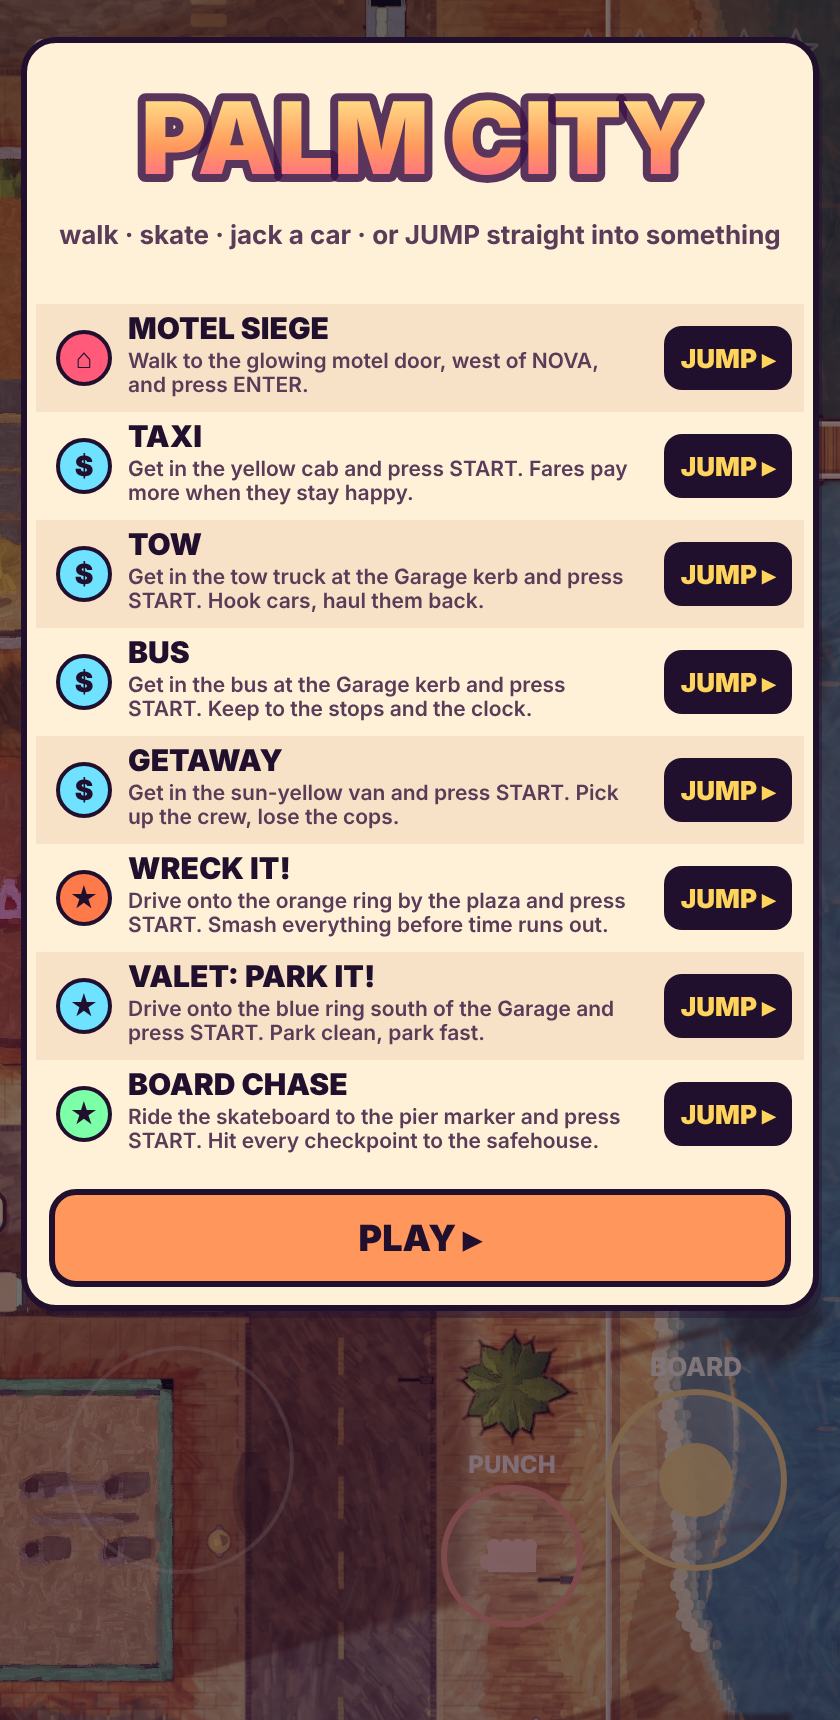 PALM CITY
walk · skate · jack a car · or JUMP straight into something
MOTEL SIEGE
Walk to the glowing motel door, west of NOVA,
and press ENTER.
JUMP ▸
TAXI
Get in the yellow cab and press START. Fares pay
more when they stay happy.
JUMP ▸
TOW
Get in the tow truck at the Garage kerb and press
START. Hook cars, haul them back.
JUMP ▸
BUS
Get in the bus at the Garage kerb and press
START. Keep to the stops and the clock.
JUMP ▸
GETAWAY
Get in the sun-yellow van and press START. Pick
up the crew, lose the cops.
JUMP ▸
WRECK IT!
Drive onto the orange ring by the plaza and press
START. Smash everything before time runs out.
JUMP ▸
VALET: PARK IT!
Drive onto the blue ring south of the Garage and
press START. Park clean, park fast.
JUMP ▸
BOARD CHASE
Ride the skateboard to the pier marker and press
START. Hit every checkpoint to the safehouse.
JUMP ▸
PLAY ▸
BOARD
PUNCH